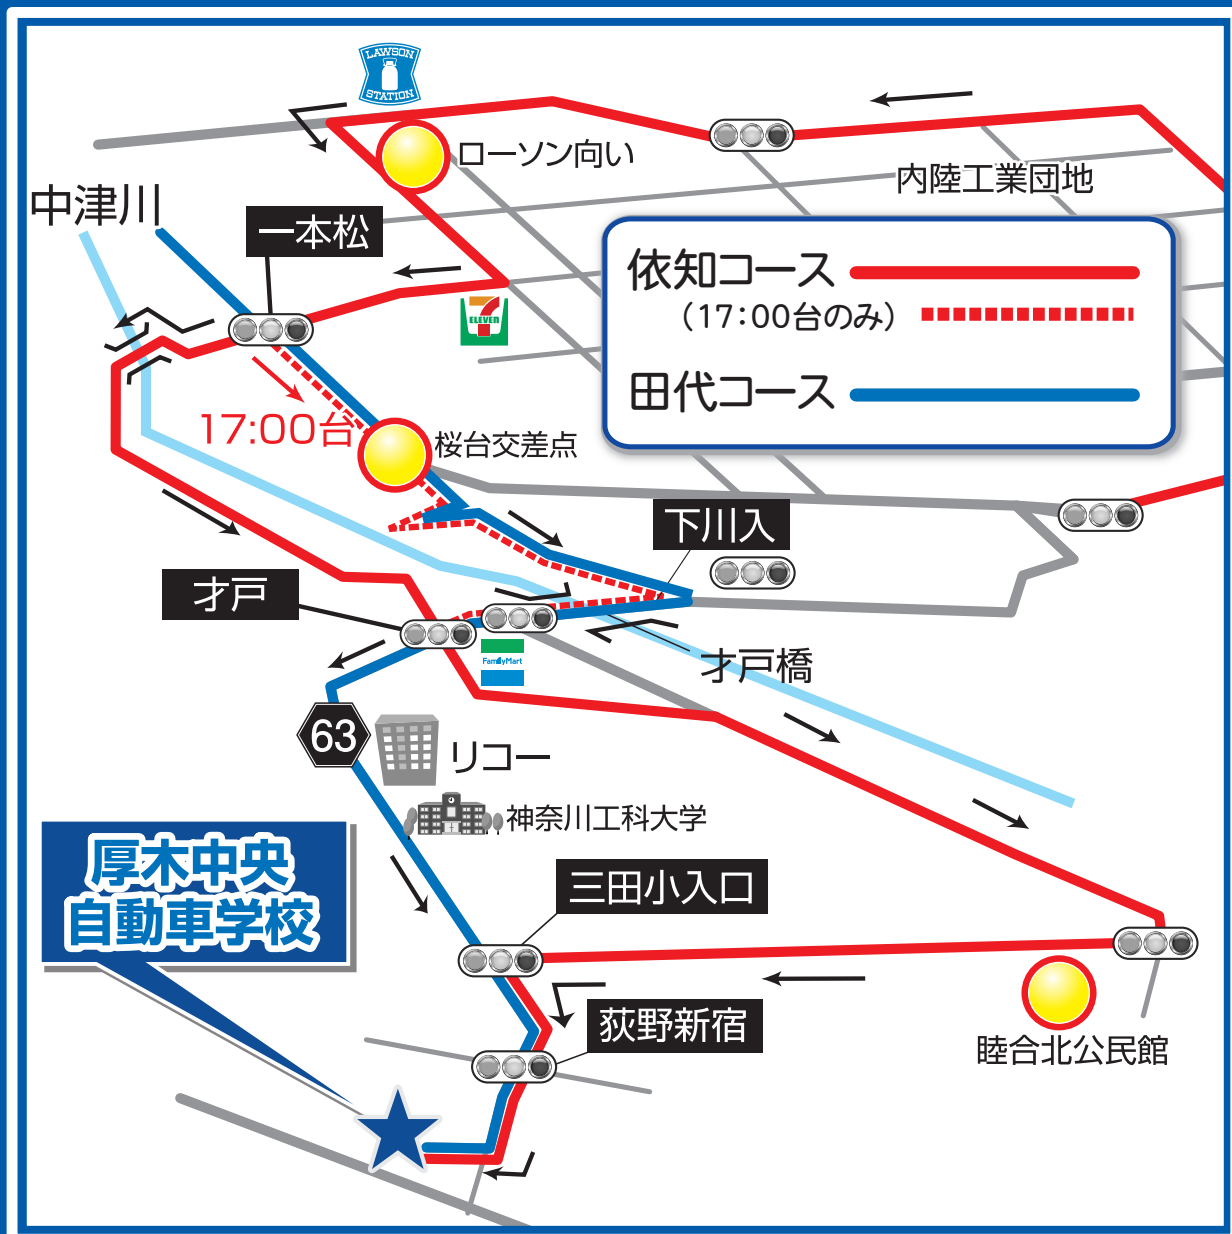 LAWSON
STATION
ローソン向い
内陸工業団地
中津川
一本松
依知コース
(17:00台のみ)
田代コース
ELEVEN
17:00台
桜台交差点
下川入
才戸
FamilyMart
才戸橋
63
リコー
神奈川工科大学
厚木中央
自動車学校
三田小入口
荻野新宿
睦合北公民館